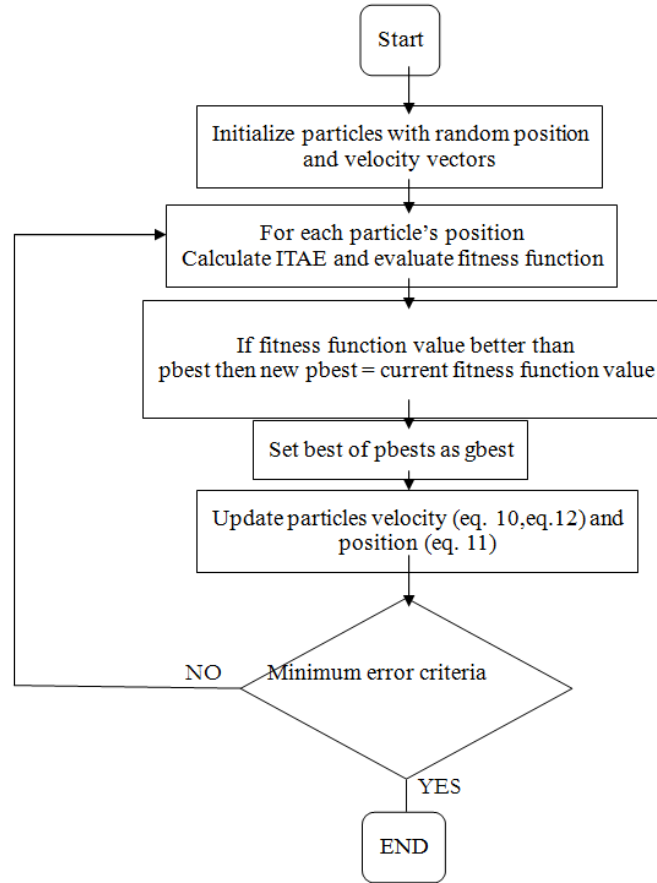 Start
Initialize particles with random position
and velocity vectors
For each particle’s position
Calculate ITAE and evaluate fitness function
If fitness function value better than
pbest then new pbest = current fitness function value
Set best of pbests as gbest
Update particles velocity (eq. 10,eq.12) and
position (eq. 11)
NO
Minimum error criteria
YES
END